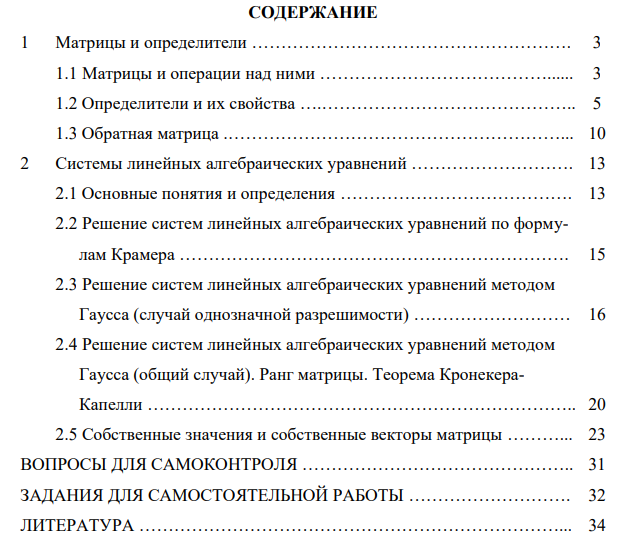 СОДЕРЖАНИЕ
1 Матрицы и определители ………………………………………………. 3
1.1 Матрицы и операции над ними …………………………………...... 3
1.2 Определители и их свойства ….…………………………………….. 5
1.3 Обратная матрица .………………………………………………... 10
2 Системы линейных алгебраических уравнений ………………………. 13
2.1 Основные понятия и определения …………………………………. 13
2.2 Решение систем линейных алгебраических уравнений по форму-
лам Крамера …………………………………………………………. 15
2.3 Решение систем линейных алгебраических уравнений методом
Гаусса (случай однозначной разрешимости) ……………………… 16
2.4 Решение систем линейных алгебраических уравнений методом
Гаусса (общий случай). Ранг матрицы. Теорема Кронекера-
Капелли ……………………………………………………………….. 20
2.5 Собственные значения и собственные векторы матрицы ………... 23
ВОПРОСЫ ДЛЯ САМОКОНТРОЛЯ ……………………………………….. 31
ЗАДАНИЯ ДЛЯ САМОСТОЯТЕЛЬНОЙ РАБОТЫ ………………………. 32
ЛИТЕРАТУРА ………………………………………………………………... 34